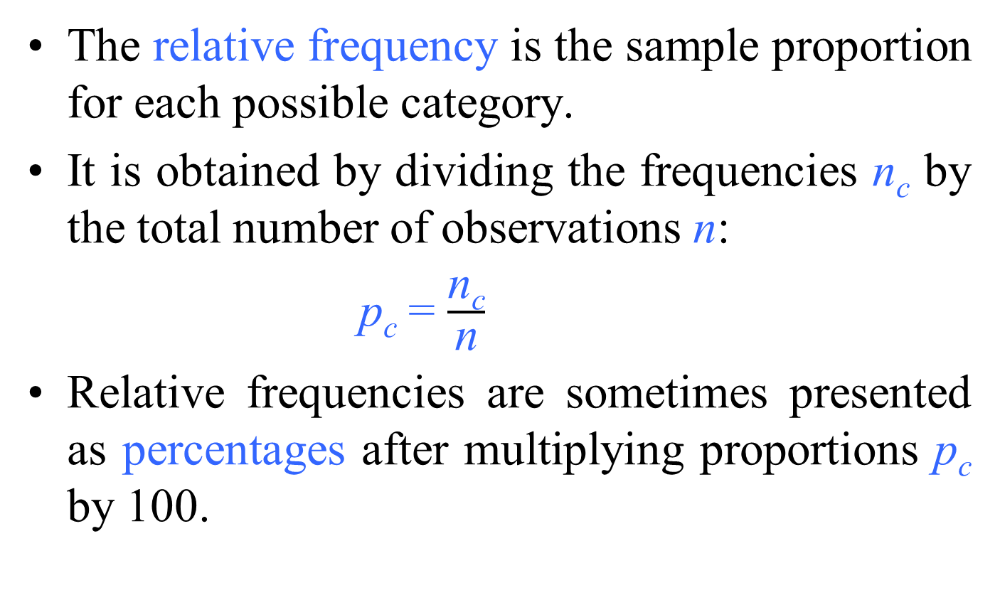 • The relative frequency is the sample proportion
for each possible category.
• It is obtained by dividing the frequencies n_c by
the total number of observations n:
p_c = n_c / n
• Relative frequencies are sometimes presented
as percentages after multiplying proportions p_c
by 100.